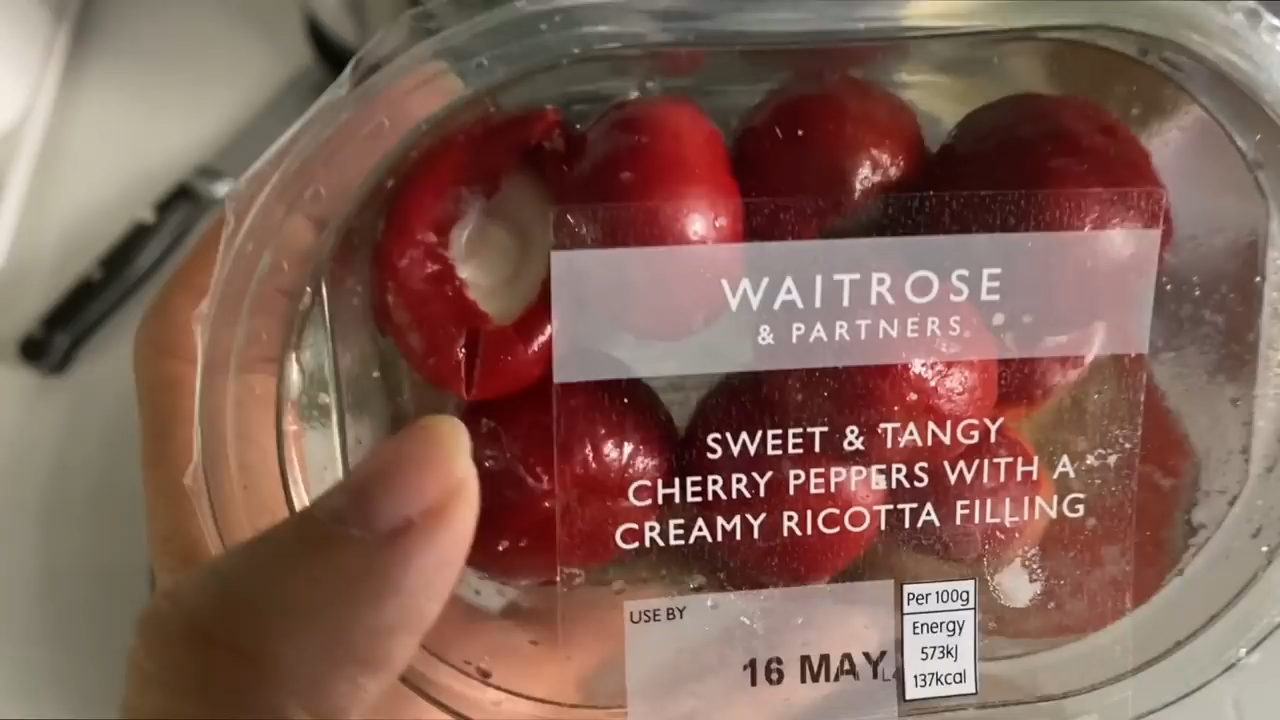 WAITROSE
& PARTNERS
SWEET & TANGY
CHERRY PEPPERS WITH A
CREAMY RICOTTA FILLING
USE BY
16 MAY
Per 100g
Energy
573kJ
137kcal